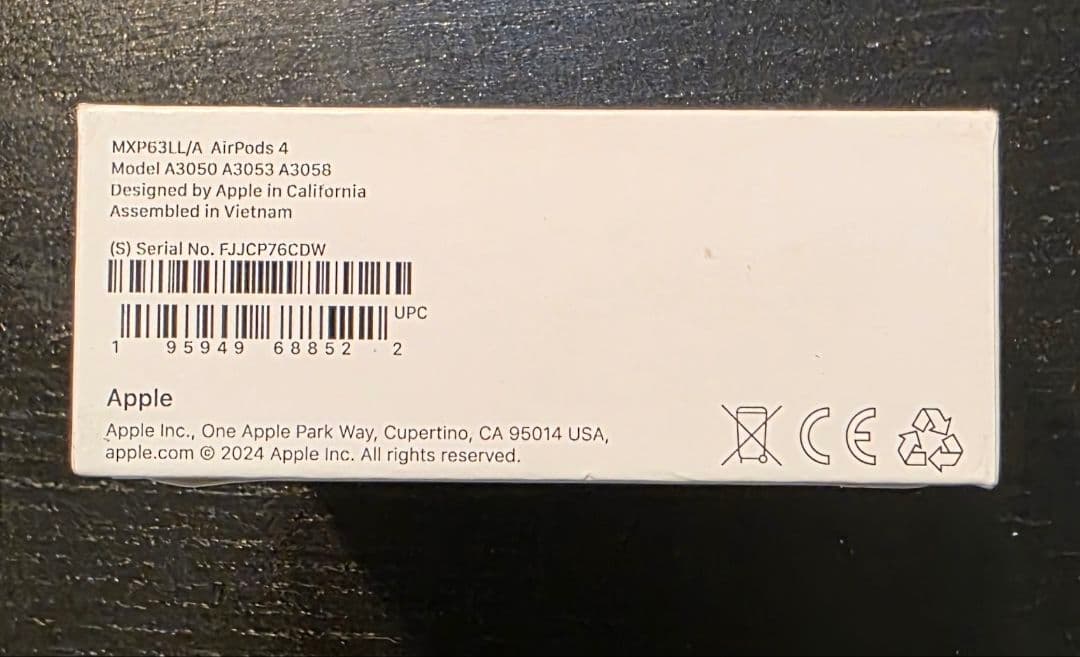 MXP63LL/A AirPods 4
Model A3050 A3053 A3058
Designed by Apple in California
Assembled in Vietnam
(S) Serial No. FJJCP76CDW
UPC
1 95949 68852 2
Apple
Apple Inc., One Apple Park Way, Cupertino, CA 95014 USA,
apple.com © 2024 Apple Inc. All rights reserved.
CE